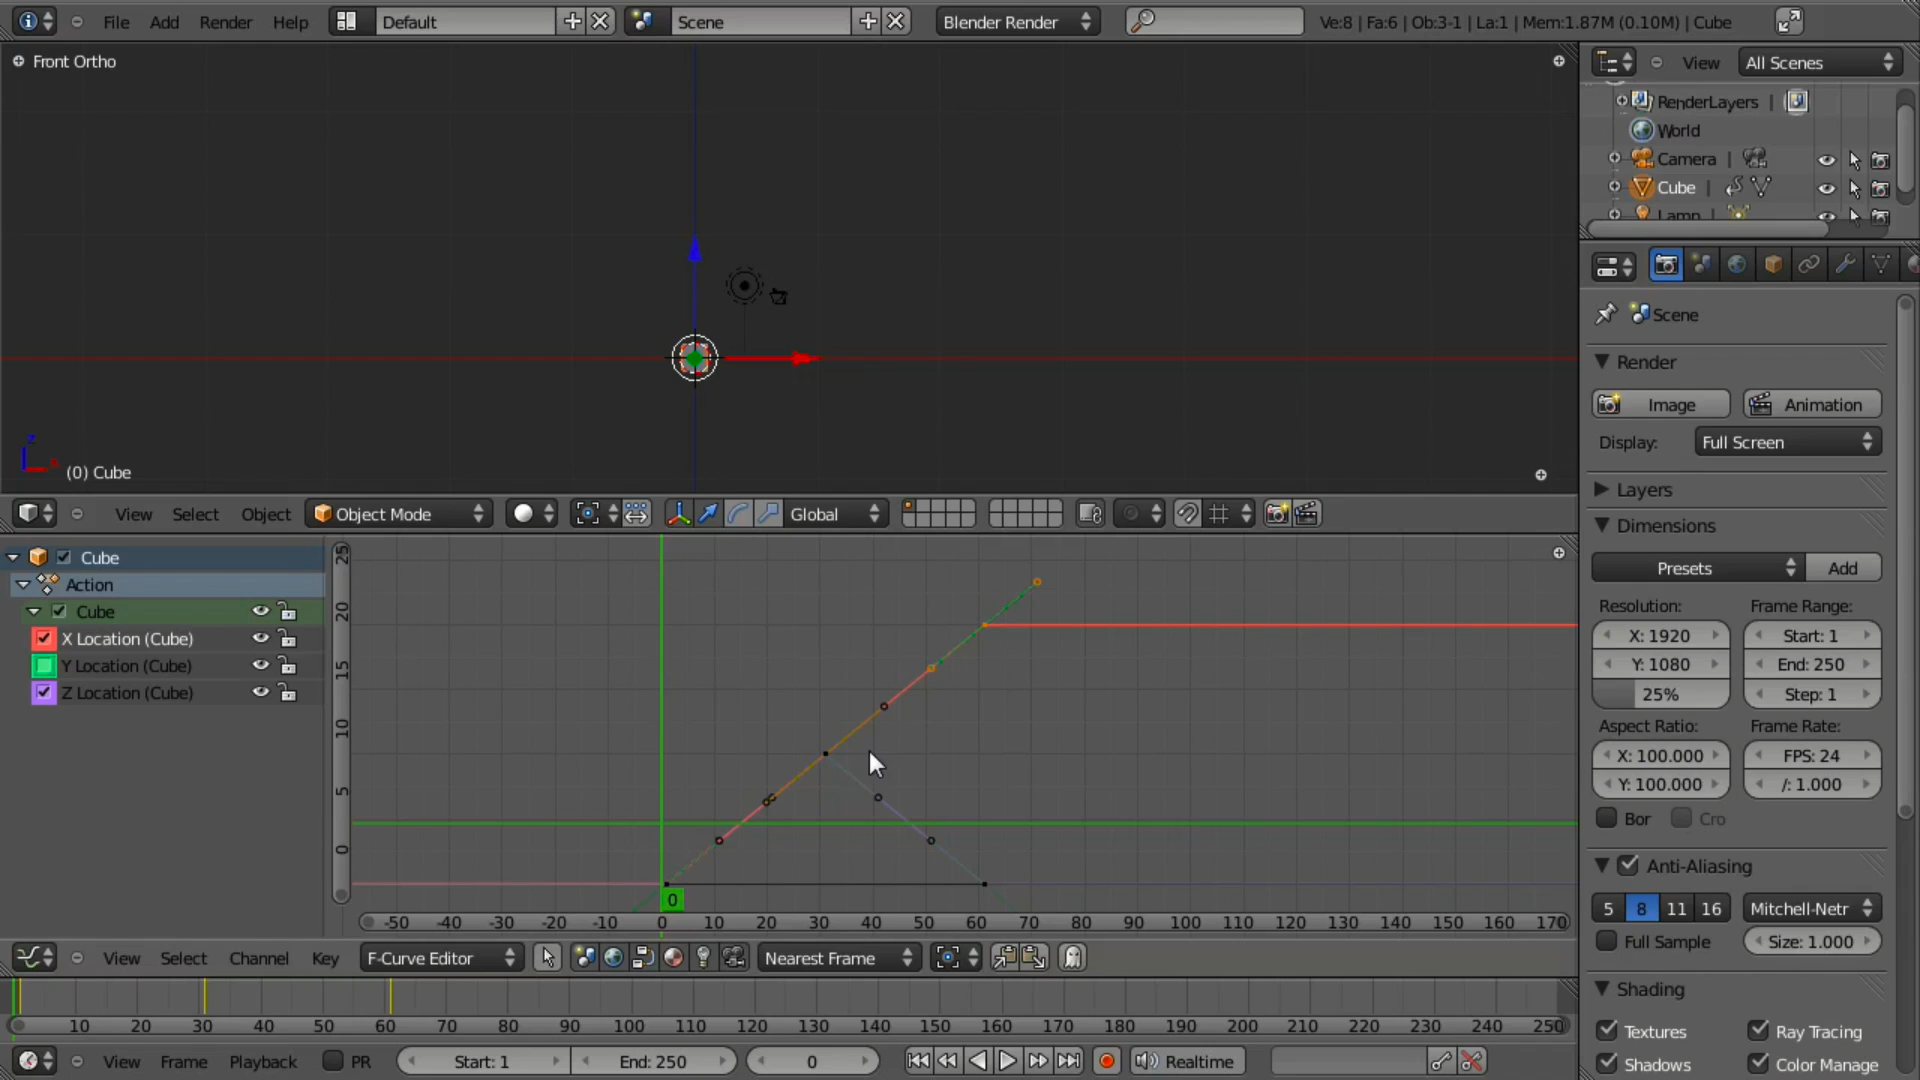 File Add Render Help Default Scene Blender Render Ve:8 | Fa:6 | Ob:3-1 | La:1 | Mem:1.87M (0.10M) | Cube
Front Ortho
View All Scenes
RenderLayers |
World
Camera |
Cube |
Lamp |
Scene
Render
Image Animation
Display: Full Screen
z
(0) Cube
Layers
View Select Object Object Mode Global
Dimensions
Presets Add
Resolution: Frame Range:
X: 1920 Start: 1
Y: 1080 End: 250
25% Step: 1
Aspect Ratio: Frame Rate:
X: 100.000 FPS: 24
Y: 100.000 /: 1.000
Bor Cro
Anti-Aliasing
5 8 11 16 Mitchell-Netr
Full Sample Size: 1.000
Shading
Textures Ray Tracing
Shadows Color Manage
Cube
Action
Cube
X Location (Cube)
Y Location (Cube)
Z Location (Cube)
25
20
15
10
5
0
0
-50 -40 -30 -20 -10 0 10 20 30 40 50 60 70 80 90 100 110 120 130 140 150 160 170
View Select Channel Key F-Curve Editor Nearest Frame
10 20 30 40 50 60 70 80 90 100 110 120 130 140 150 160 170 180 190 200 210 220 230 240 250
View Frame Playback PR Start: 1 End: 250 0 Realtime